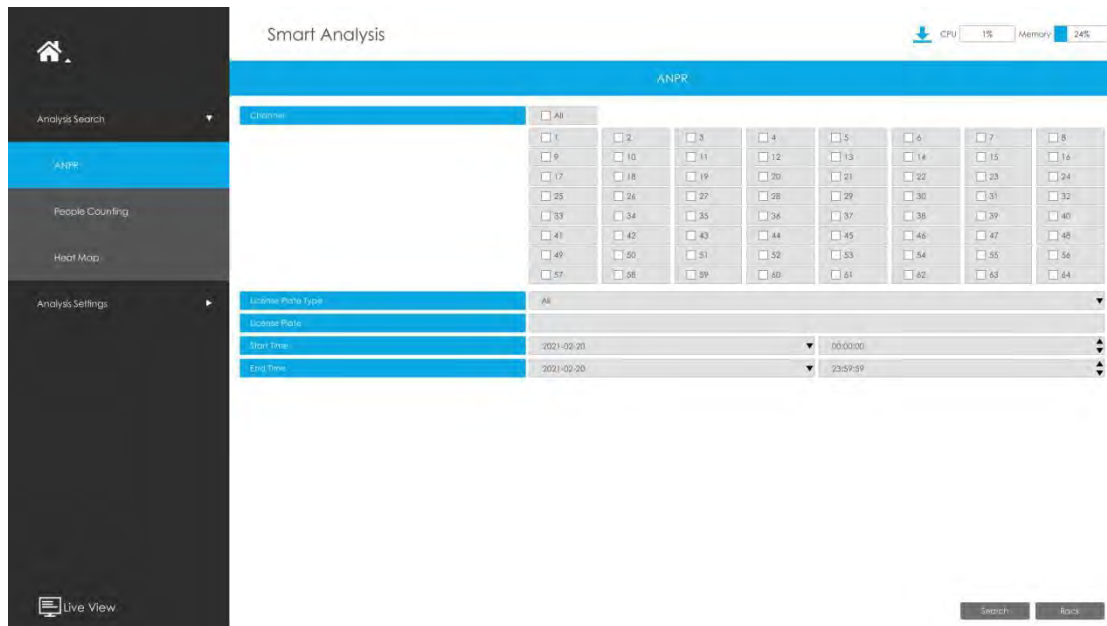 Smart Analysis
CPU 1% Memory 24%
ANPR
Analysis Search
ANPR
People Counting
Heat Map
Analysis Settings
Live View
Channel
All
1 2 3 4 5 6 7 8
9 10 11 12 13 14 15 16
17 18 19 20 21 22 23 24
25 26 27 28 29 30 31 32
33 34 35 36 37 38 39 40
41 42 43 44 45 46 47 48
49 50 51 52 53 54 55 56
57 58 59 60 61 62 63 64
License Plate Type All
License Plate
Start Time 2021-02-20 00:00:00
End Time 2021-02-20 23:59:59
Search Back